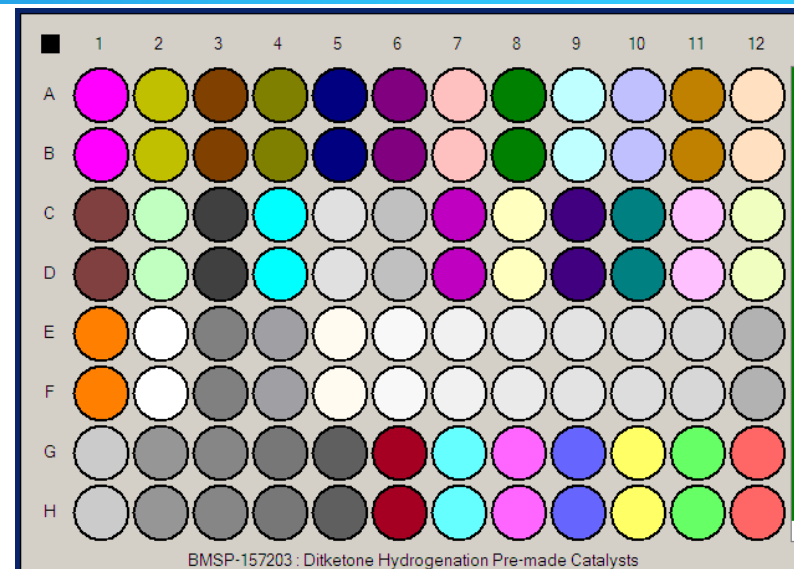 1 2 3 4 5 6 7 8 9 10 11 12
A
B
C
D
E
F
G
H
BMSP-157203 : Ditketone Hydrogenation Pre-made Catalysts